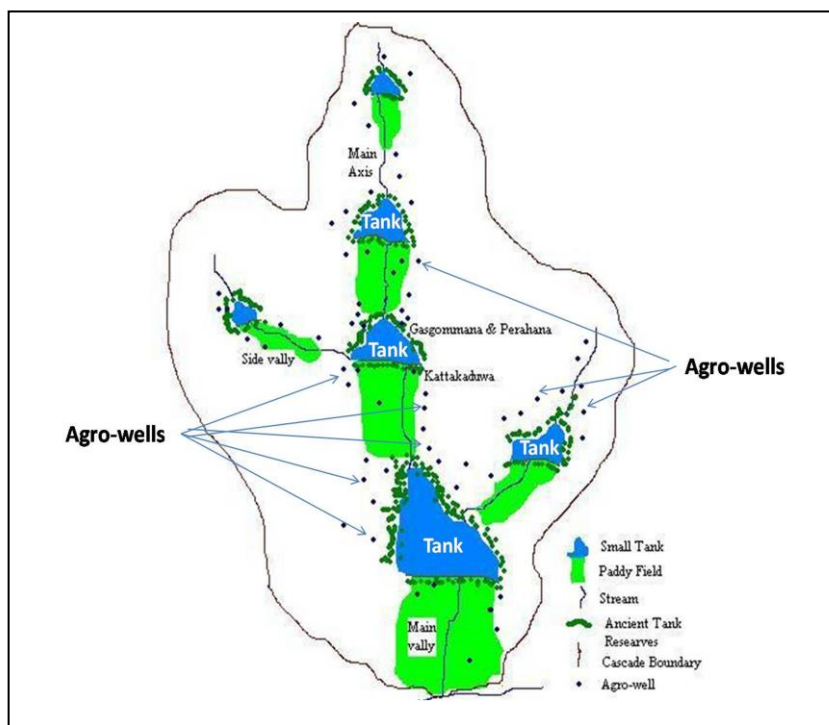 Main
Axis
Tank
Gasgommana & Perahana
Tank
Side vally
Kattakaduwa
Agro-wells
Agro-wells
Tank
Tank
Main
vally
Small Tank
Paddy Field
Stream
Ancient Tank
Researves
Cascade Boundary
Agro-well